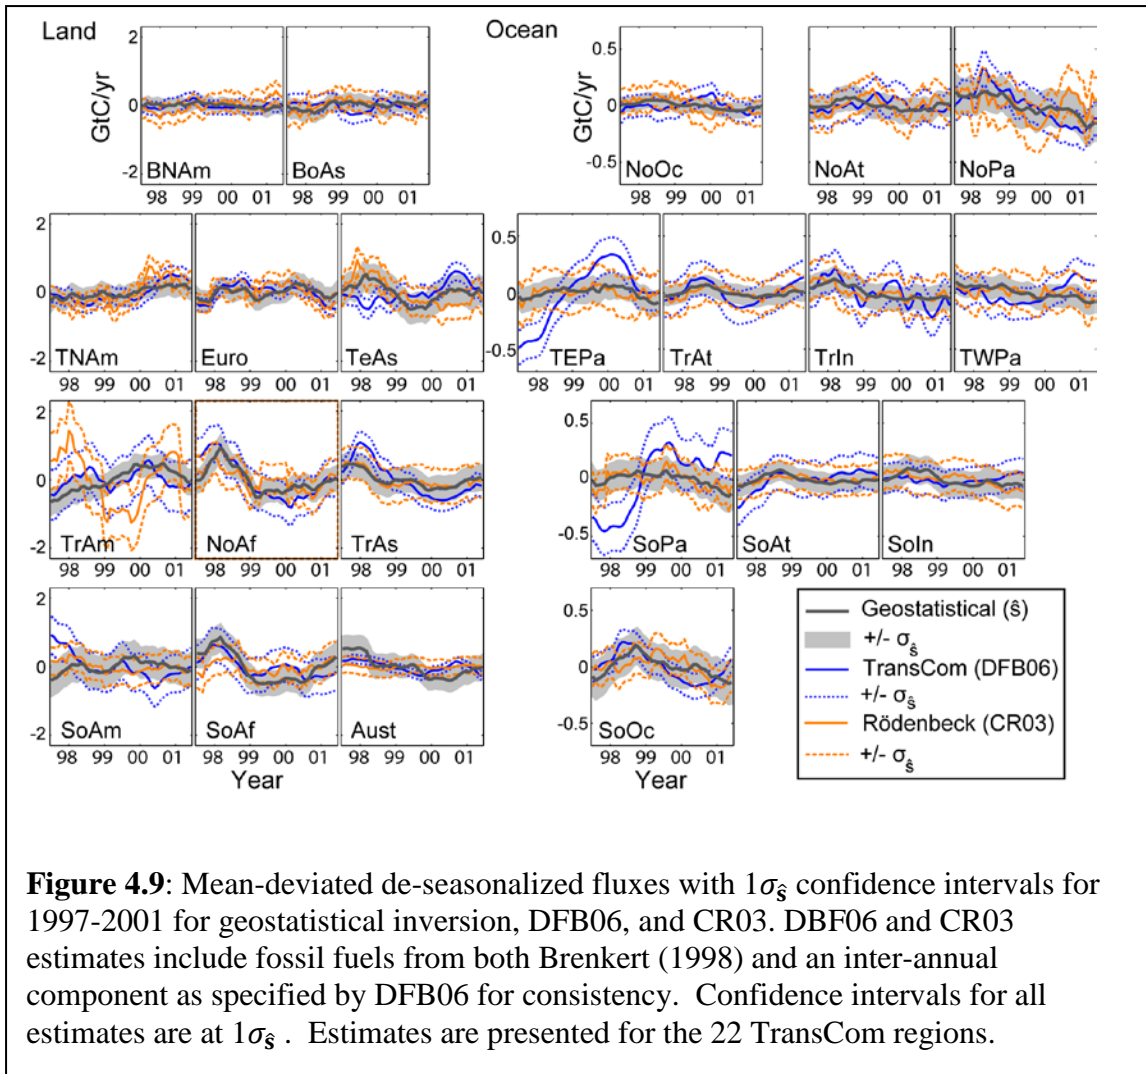 Land
Ocean
GtC/yr
2
0
-2
BNAm
BoAs
98 99 00 01
98 99 00 01
GtC/yr
0.5
0
-0.5
NoOc
NoAt
NoPa
98 99 00 01
98 99 00 01
98 99 00 01
2
0
-2
TNAm
Euro
TeAs
98 99 00 01
98 99 00 01
98 99 00 01
0.5
0
-0.5
TEPa
TrAt
TrIn
TWPa
98 99 00 01
98 99 00 01
98 99 00 01
98 99 00 01
2
0
-2
TrAm
NoAf
TrAs
98 99 00 01
98 99 00 01
98 99 00 01
0.5
0
-0.5
SoPa
SoAt
SoIn
98 99 00 01
98 99 00 01
98 99 00 01
2
0
-2
SoAm
SoAf
Aust
98 99 00 01
98 99 00 01
98 99 00 01
Year
0.5
0
-0.5
SoOc
98 99 00 01
Year
Geostatistical (ŝ)
+/- σŝ
TransCom (DFB06)
+/- σŝ
Rödenbeck (CR03)
+/- σŝ
Figure 4.9: Mean-deviated de-seasonalized fluxes with 1σŝ confidence intervals for
1997-2001 for geostatistical inversion, DFB06, and CR03. DBF06 and CR03
estimates include fossil fuels from both Brenkert (1998) and an inter-annual
component as specified by DFB06 for consistency. Confidence intervals for all
estimates are at 1σŝ . Estimates are presented for the 22 TransCom regions.